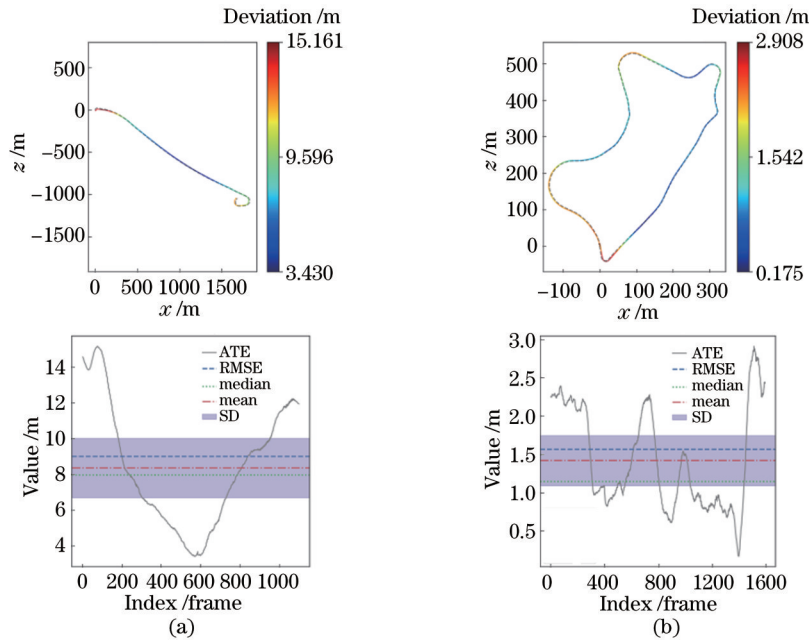 Deviation /m
15.161
9.596
3.430
500
0
−500
−1000
−1500
z /m
0 500 1000 1500
x /m
Deviation /m
2.908
1.542
0.175
500
400
300
200
100
0
z /m
−100 0 100 200 300
x /m
14
12
10
8
6
4
Value /m
ATE
RMSE
median
mean
SD
0 200 400 600 800 1000
Index /frame
(a)
3.0
2.5
2.0
1.5
1.0
0.5
Value /m
ATE
RMSE
median
mean
SD
0 400 800 1200 1600
Index /frame
(b)